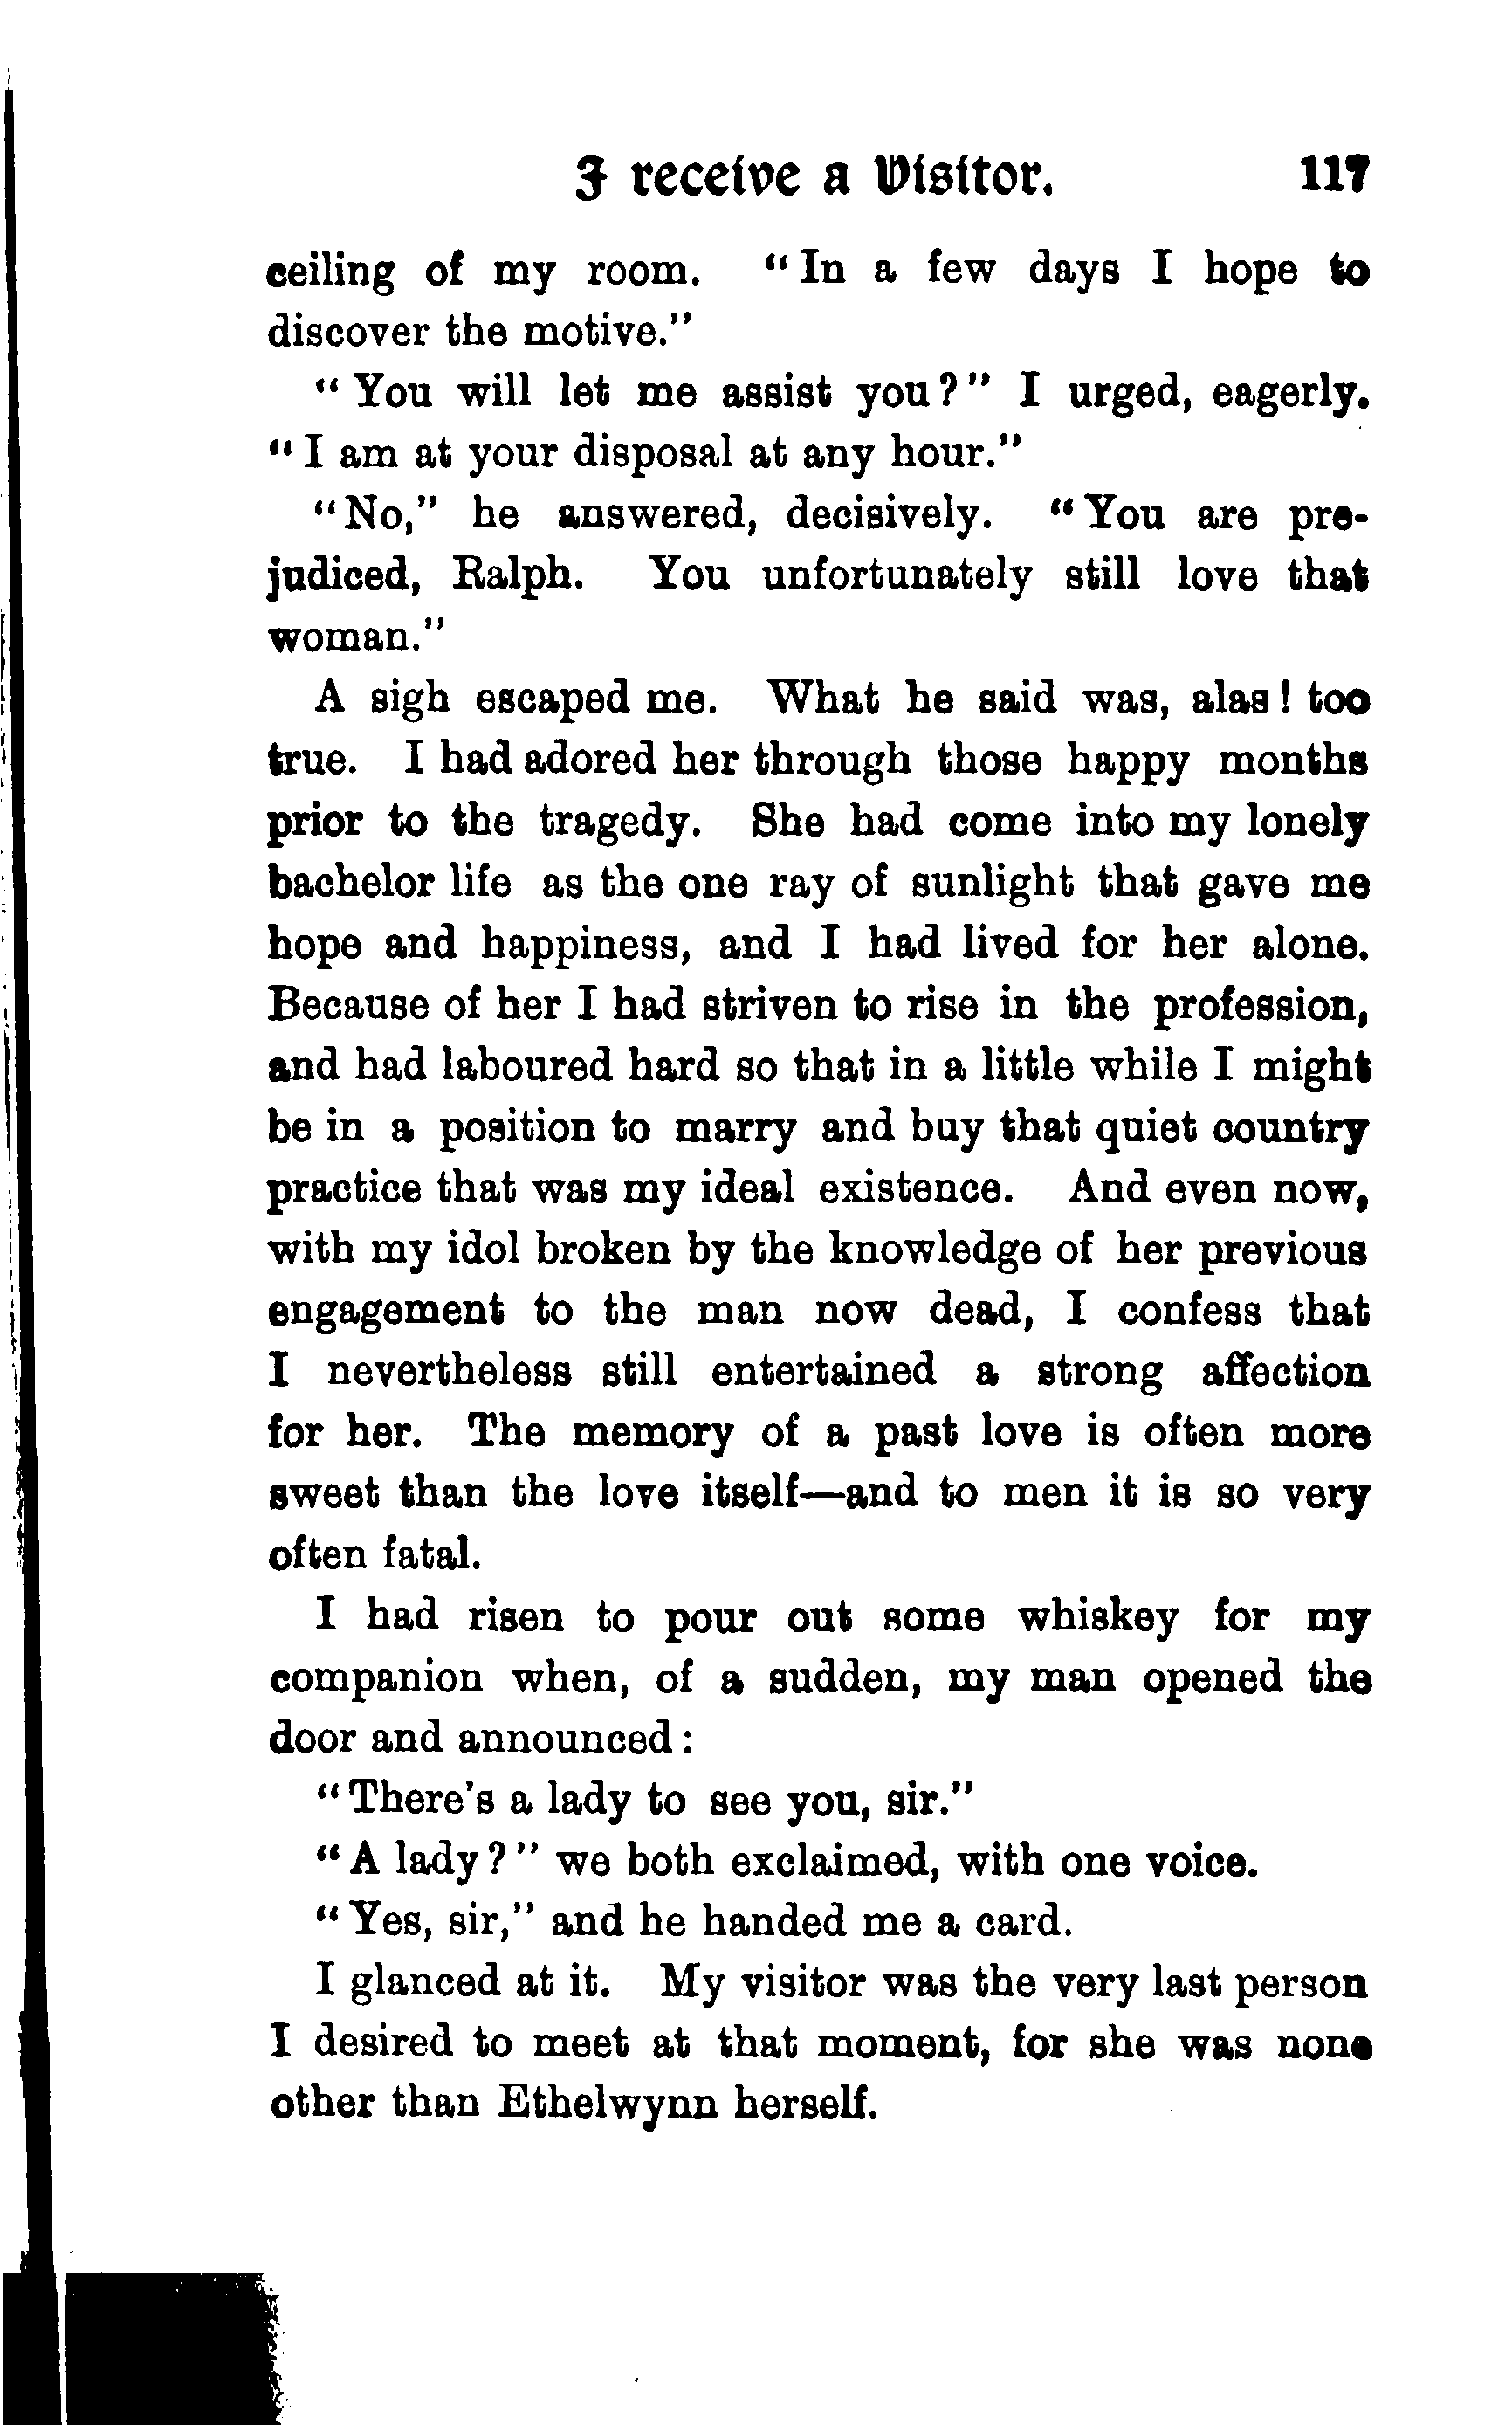 I receive a Visitor. 117
ceiling of my room. "In a few days I hope to
discover the motive."
"You will let me assist you?" I urged, eagerly.
"I am at your disposal at any hour."
"No," he answered, decisively. "You are pre-
judiced, Ralph. You unfortunately still love that
woman."
A sigh escaped me. What he said was, alas! too
true. I had adored her through those happy months
prior to the tragedy. She had come into my lonely
bachelor life as the one ray of sunlight that gave me
hope and happiness, and I had lived for her alone.
Because of her I had striven to rise in the profession,
and had laboured hard so that in a little while I might
be in a position to marry and buy that quiet country
practice that was my ideal existence. And even now,
with my idol broken by the knowledge of her previous
engagement to the man now dead, I confess that
I nevertheless still entertained a strong affection
for her. The memory of a past love is often more
sweet than the love itself—and to men it is so very
often fatal.
I had risen to pour out some whiskey for my
companion when, of a sudden, my man opened the
door and announced:
"There's a lady to see you, sir."
"A lady?" we both exclaimed, with one voice.
"Yes, sir," and he handed me a card.
I glanced at it. My visitor was the very last person
I desired to meet at that moment, for she was none
other than Ethelwynn herself.